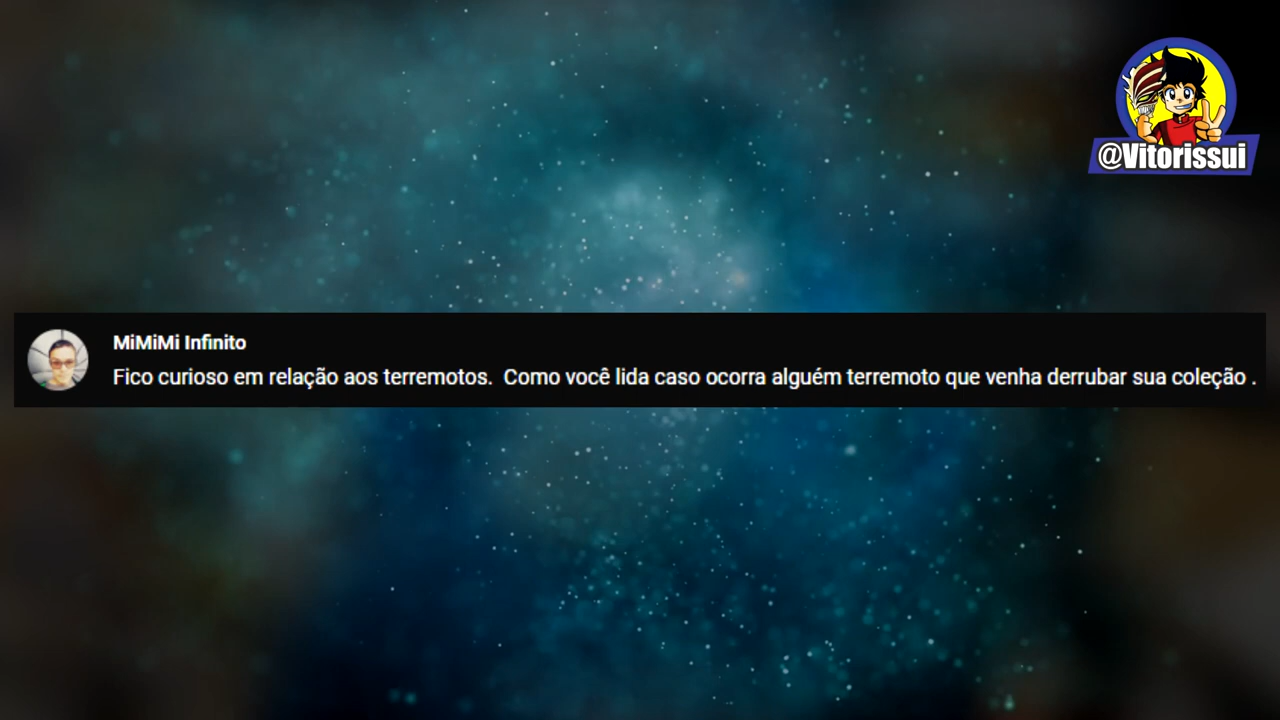 @Vitorissui
MiMiMi Infinito
Fico curioso em relação aos terremotos.  Como você lida caso ocorra alguém terremoto que venha derrubar sua coleção .